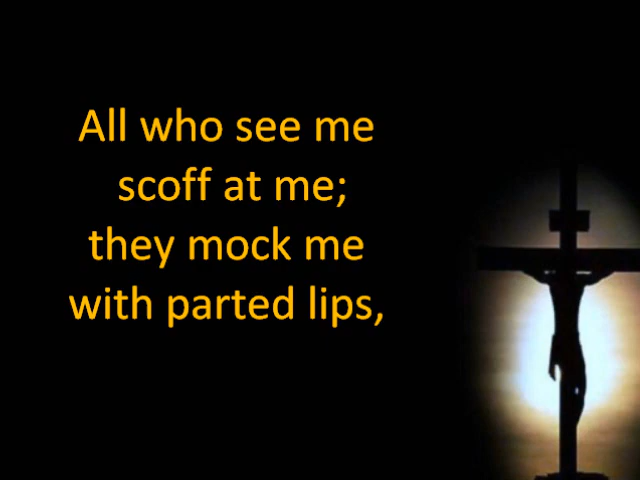 All who see me
scoff at me;
they mock me
with parted lips,